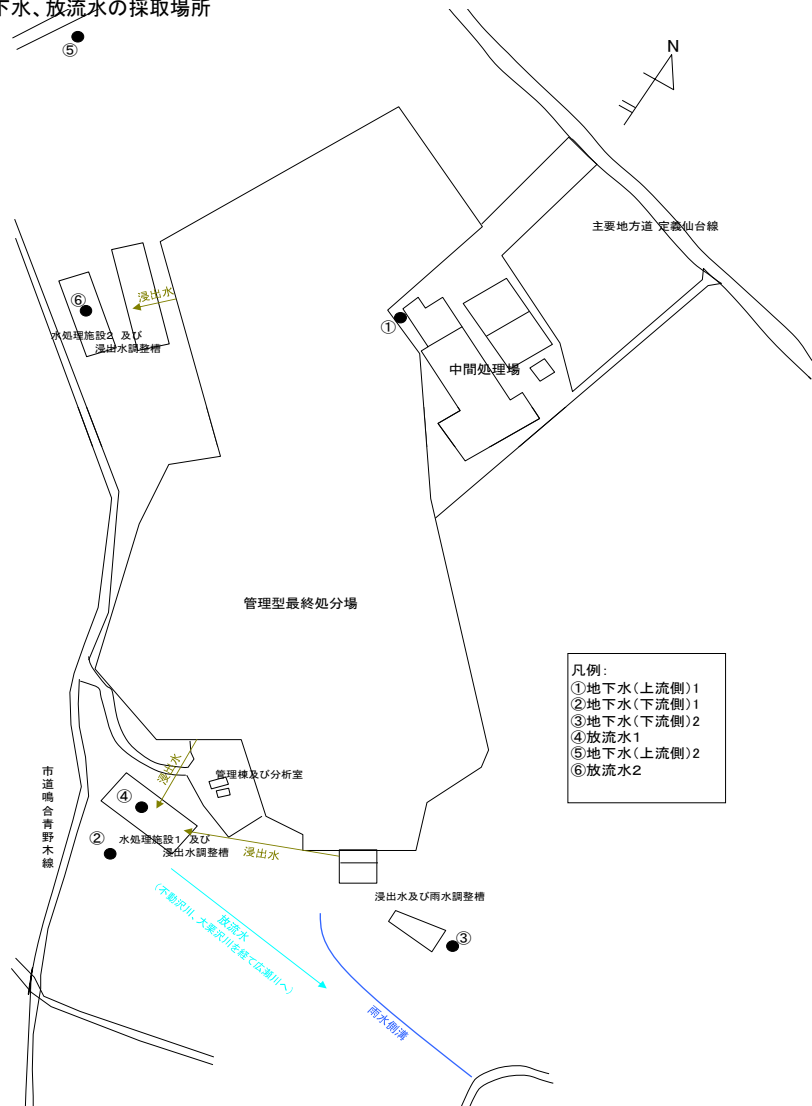 下水、放流水の採取場所
⑤
N
主要地方道 定義仙台線
⑥
浸出水
水処理施設2 及び
浸出水調整槽
①
中間処理場
管理型最終処分場
凡例:
①地下水(上流側)1
②地下水(下流側)1
③地下水(下流側)2
④放流水1
⑤地下水(上流側)2
⑥放流水2
市道鳴合青野木線
浸出水
管理棟及び分析室
④
②
水処理施設1 及び
浸出水調整槽
浸出水
浸出水及び雨水調整槽
③
放流水
(不動沢川、大栗沢川を経て広瀬川へ)
雨水側溝